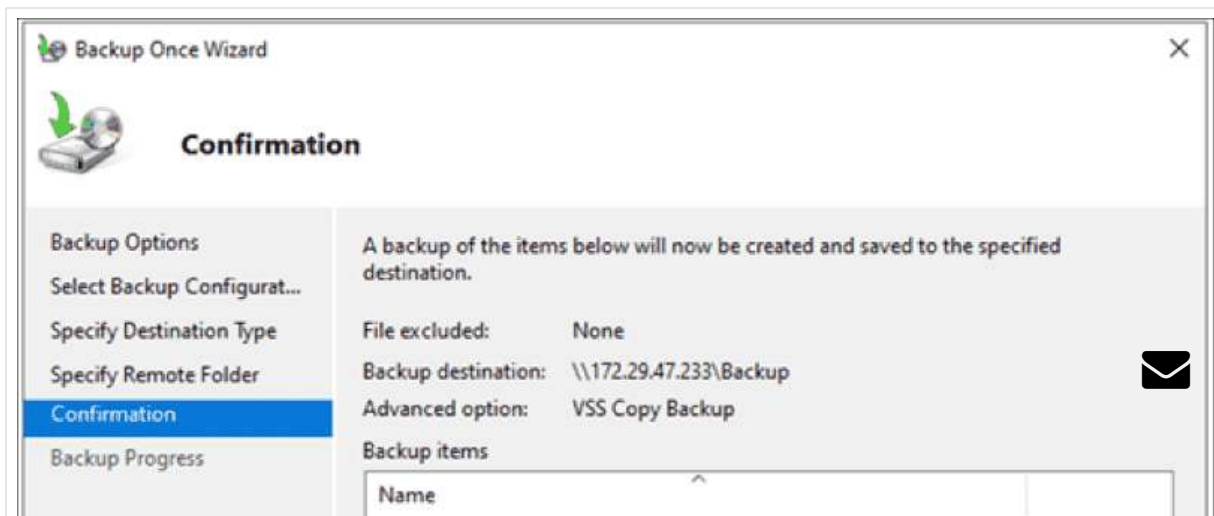 Backup Once Wizard
Confirmation
Backup Options
Select Backup Configurat...
Specify Destination Type
Specify Remote Folder
Confirmation
Backup Progress
A backup of the items below will now be created and saved to the specified
destination.
File excluded: None
Backup destination: \\172.29.47.233\Backup
Advanced option: VSS Copy Backup
Backup items
Name